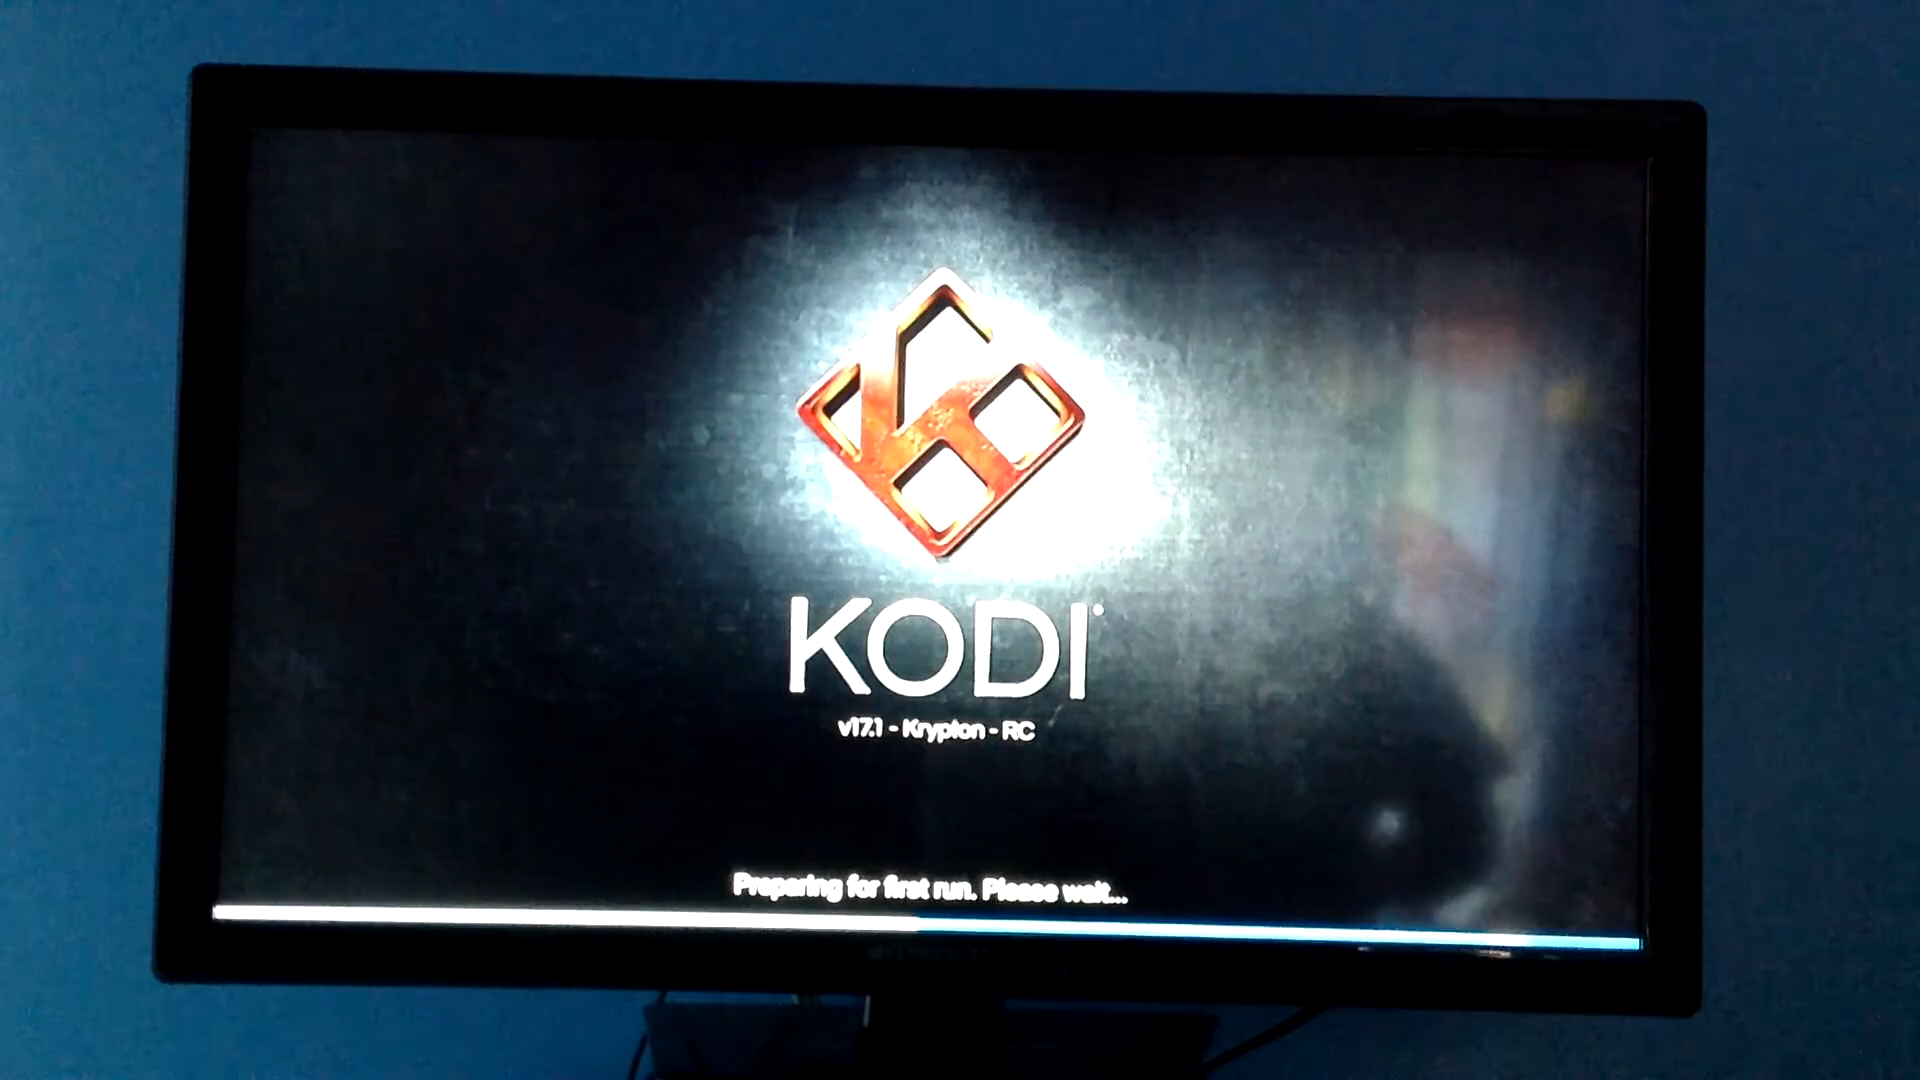 KODI
v17.1 - Krypton - RC
Preparing for first run. Please wait...